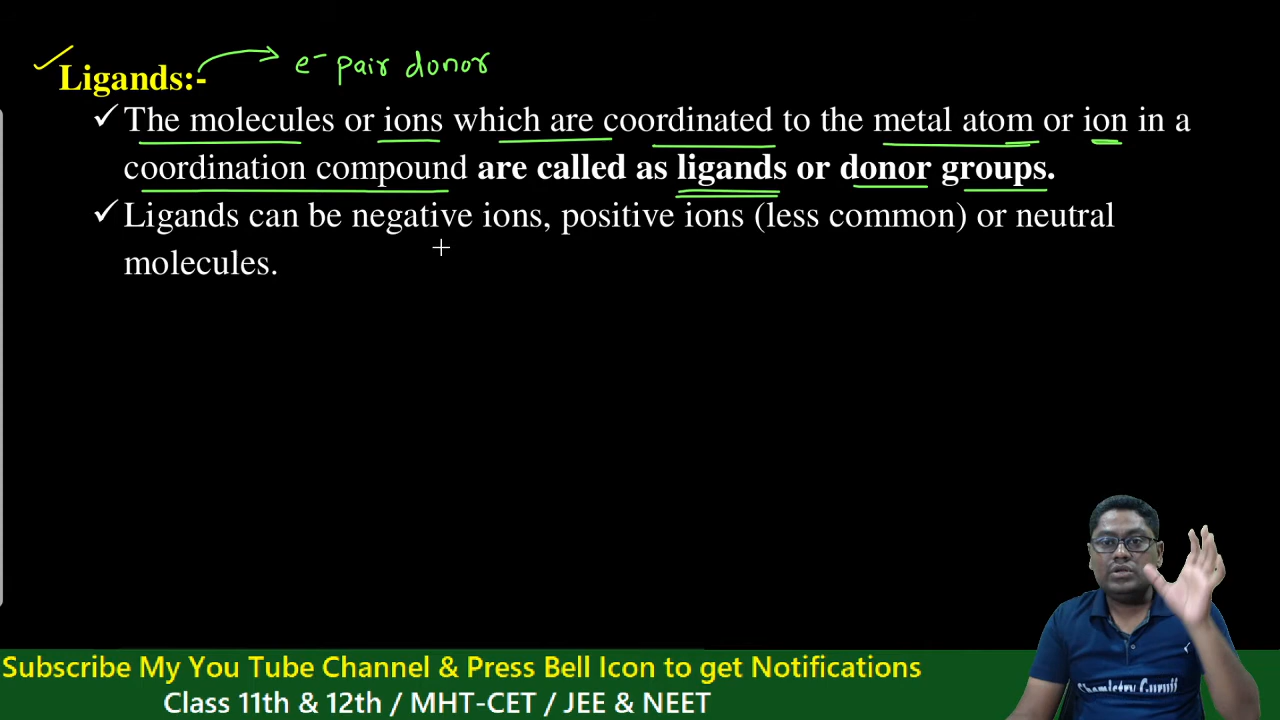 Ligands:- e⁻ pair donor
✓ The molecules or ions which are coordinated to the metal atom or ion in a
coordination compound are called as ligands or donor groups.
✓ Ligands can be negative ions, positive ions (less common) or neutral
molecules.
Chemistry Guruji
Subscribe My You Tube Channel & Press Bell Icon to get Notifications
Class 11th & 12th / MHT-CET / JEE & NEET